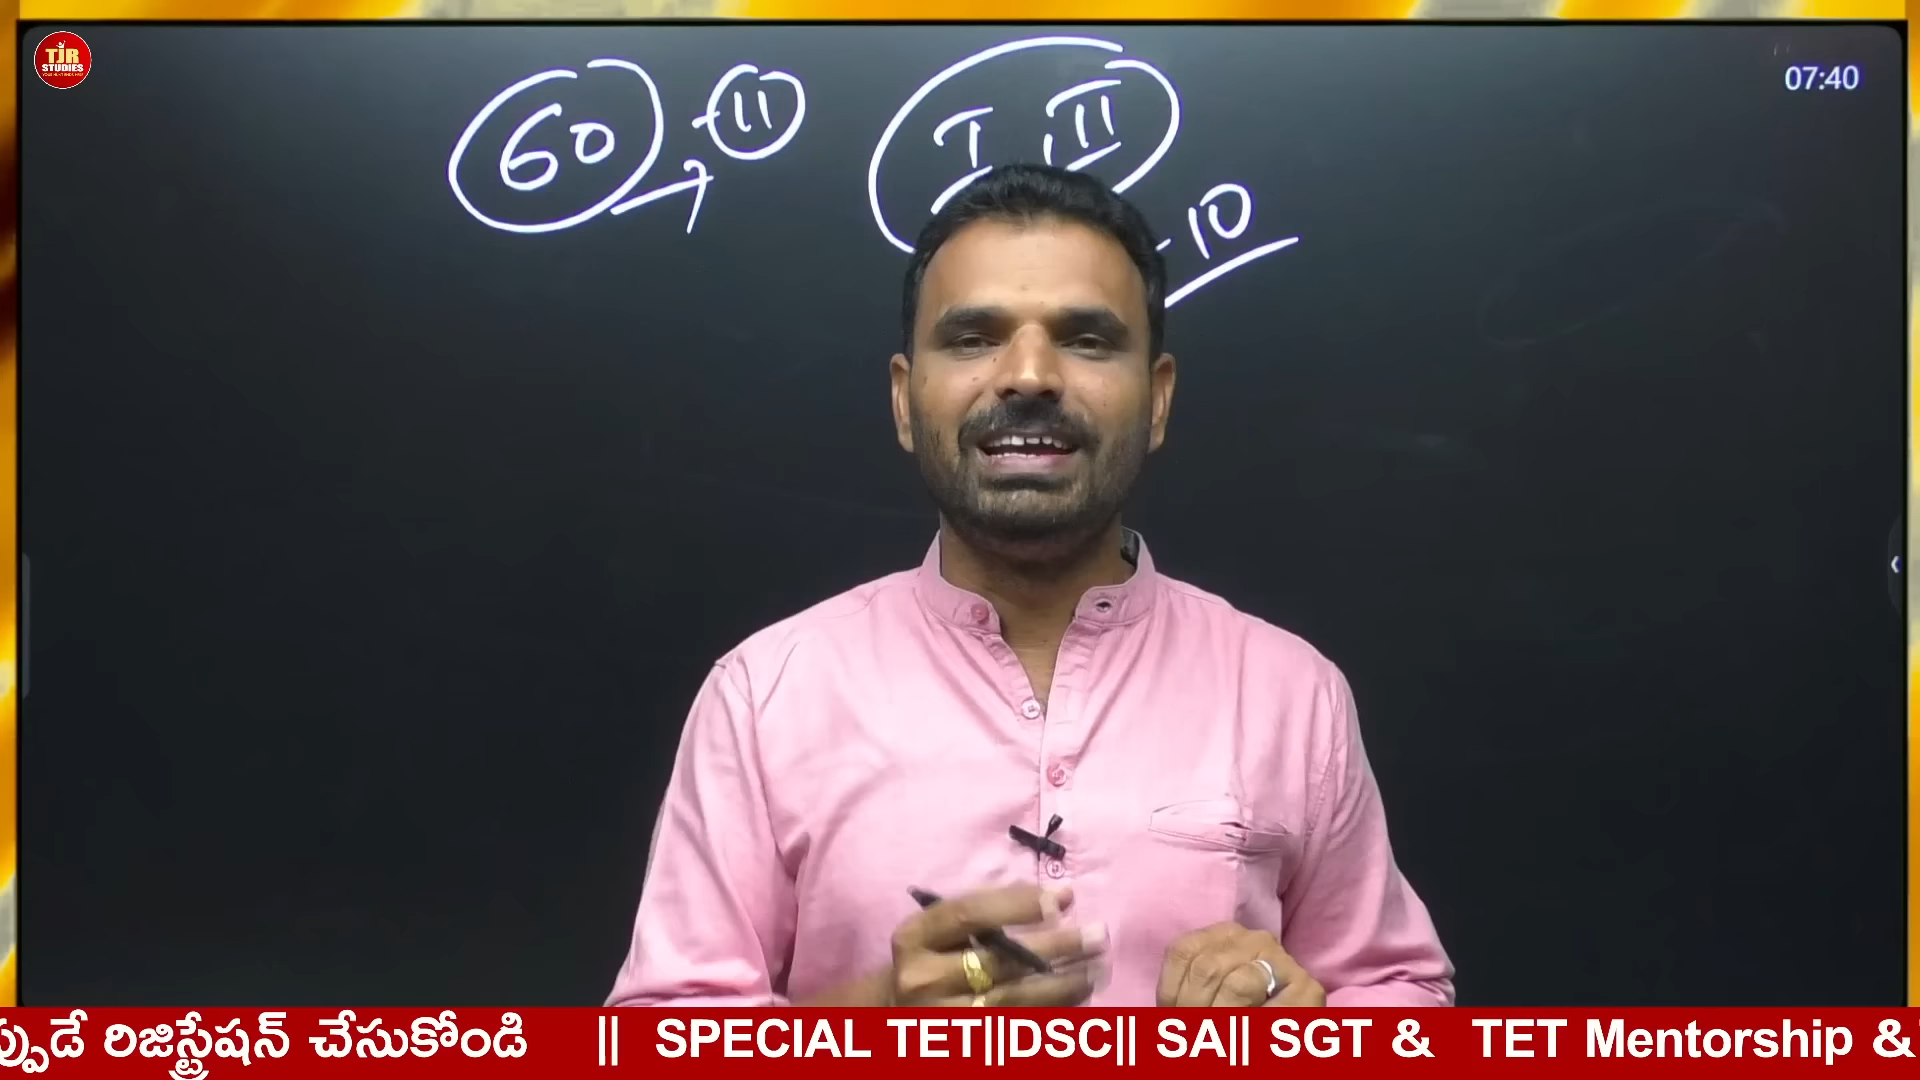 TJR
STUDIES
07:40
60 11 I II
10
ప్పుడే రిజిస్ట్రేషన్ చేసుకోండి || SPECIAL TET||DSC|| SA|| SGT & TET Mentorship &